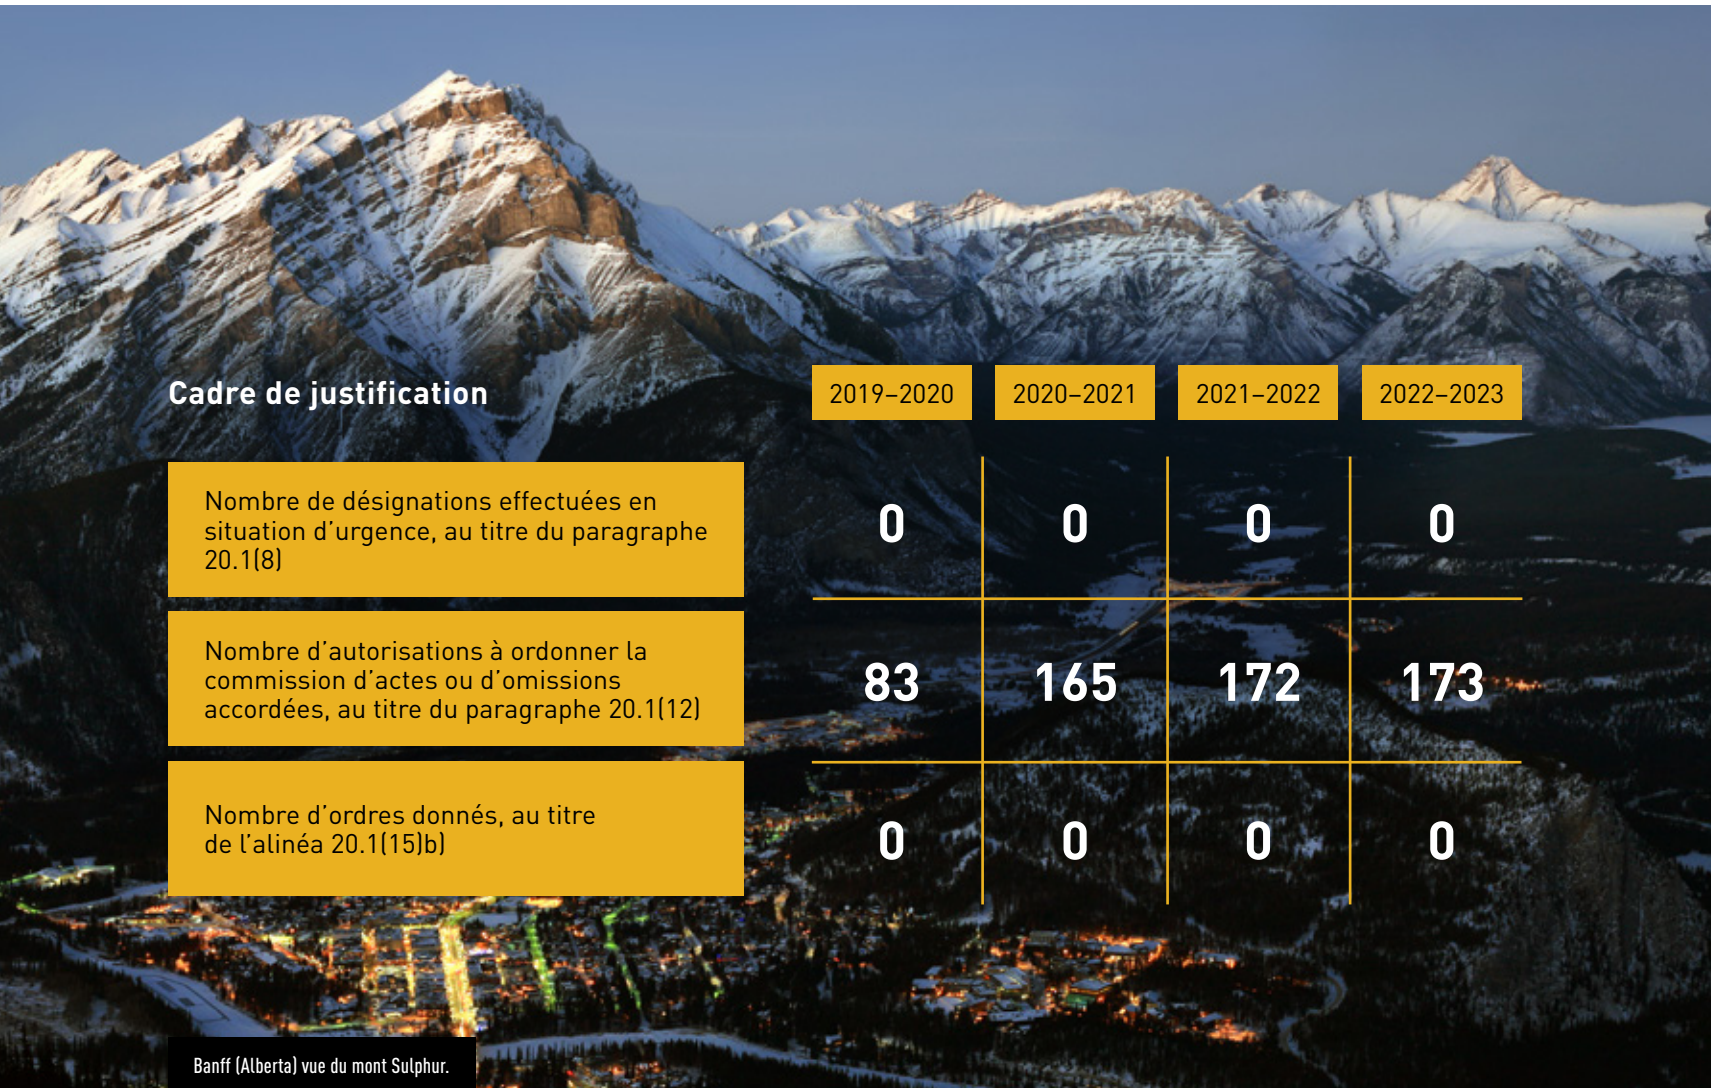 Cadre de justification
2019–2020 2020–2021 2021–2022 2022–2023
Nombre de désignations effectuées en
situation d’urgence, au titre du paragraphe
20.1(8)
0 0 0 0
Nombre d’autorisations à ordonner la
commission d’actes ou d’omissions
accordées, au titre du paragraphe 20.1(12)
83 165 172 173
Nombre d’ordres donnés, au titre
de l’alinéa 20.1(15)b)
0 0 0 0
Banff (Alberta) vue du mont Sulphur.